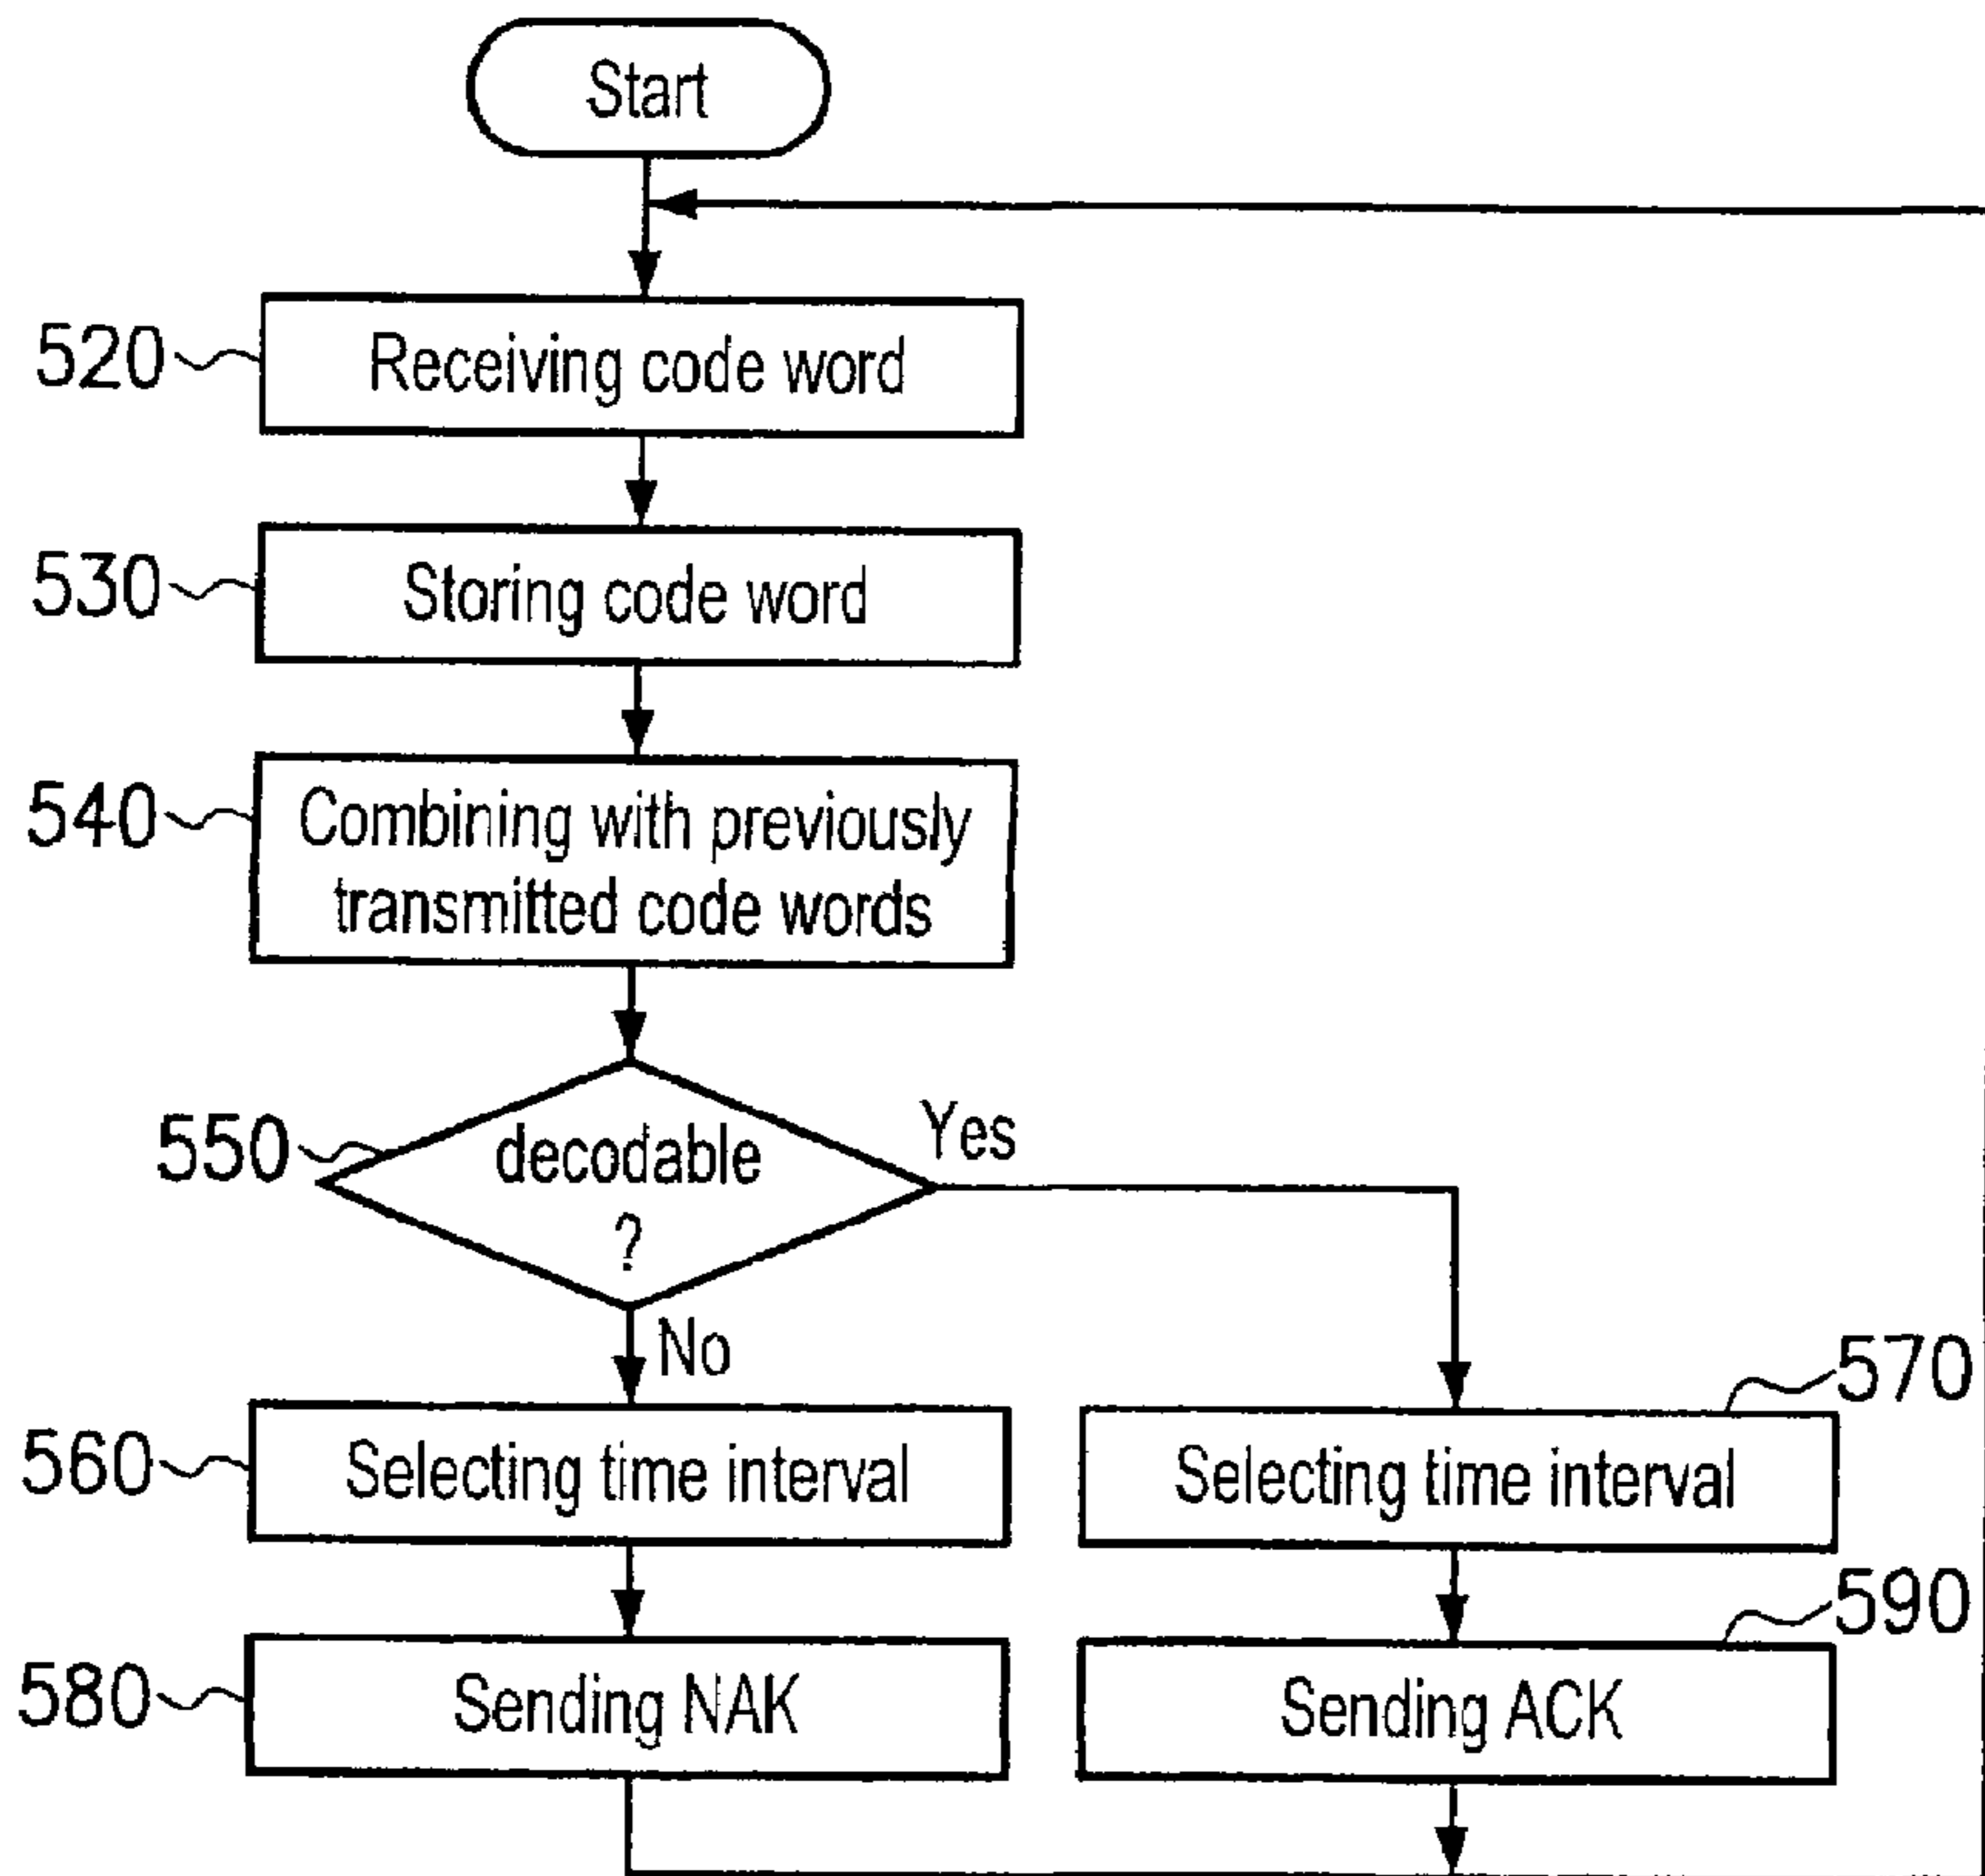 Start
520
Receiving code word
530
Storing code word
540
Combining with previously
transmitted code words
550
decodable
?
Yes
No
570
560
Selecting time interval
Selecting time interval
590
580
Sending NAK
Sending ACK